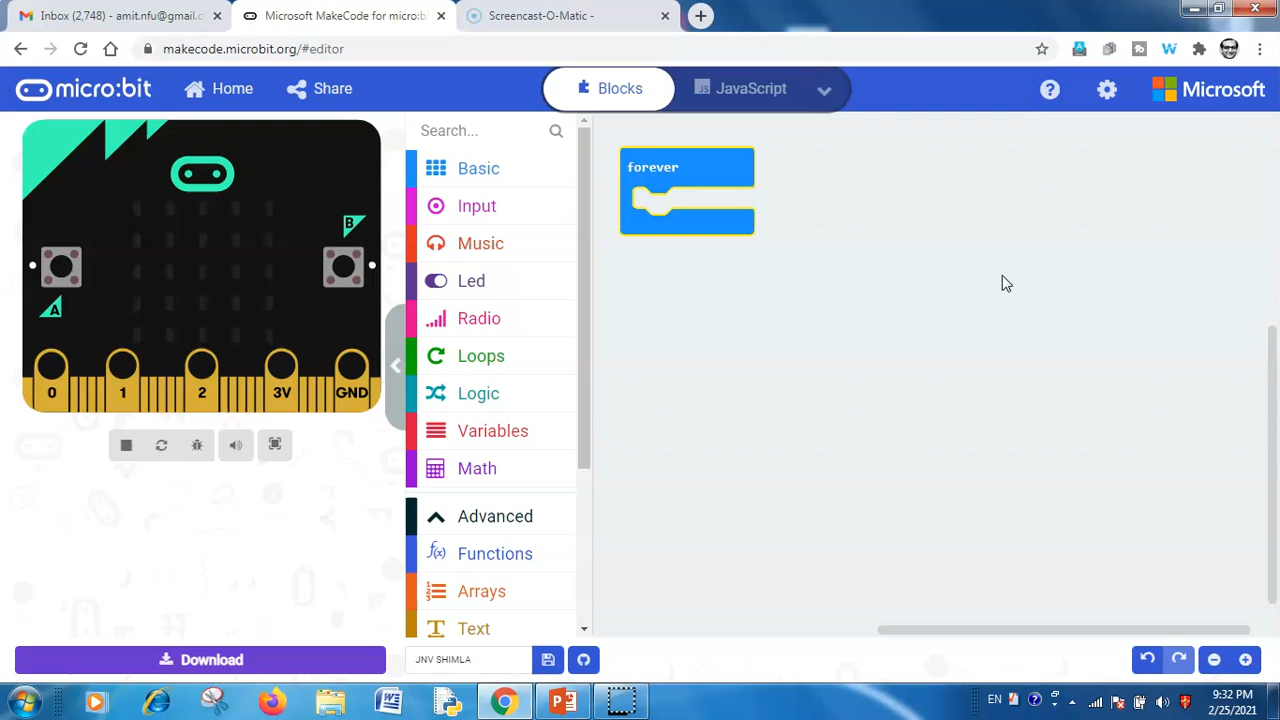 Inbox (2,748) - amit.nfu@gmail.c
Microsoft MakeCode for micro:b
Screencast-O-Matic -
makecode.microbit.org/#editor
micro:bit
Home
Share
Blocks
JS JavaScript
?
Microsoft
B
A
0 1 2 3V GND
Search...
Basic
Input
Music
Led
Radio
Loops
Logic
Variables
Math
Advanced
f(x) Functions
Arrays
T Text
forever
Download
JNV SHIMLA
EN
9:32 PM
2/25/2021